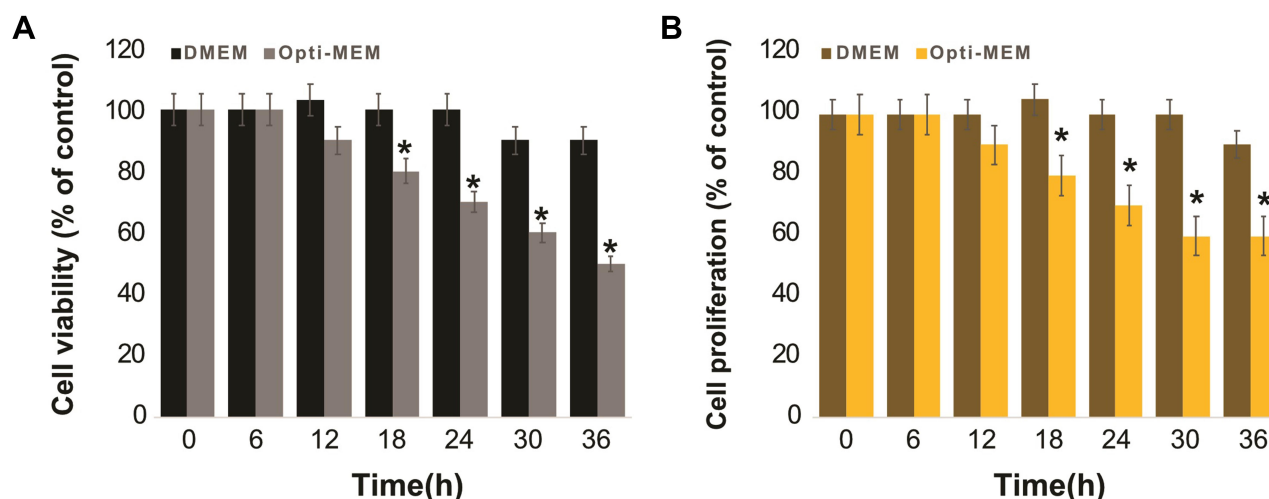 A
Cell viability (% of control)
120
100
80
60
40
20
0
DMEM Opti-MEM
*
*
*
*
0 6 12 18 24 30 36
Time(h)
B
Cell proliferation (% of control)
120
100
80
60
40
20
0
DMEM Opti-MEM
*
*
*
*
0 6 12 18 24 30 36
Time(h)